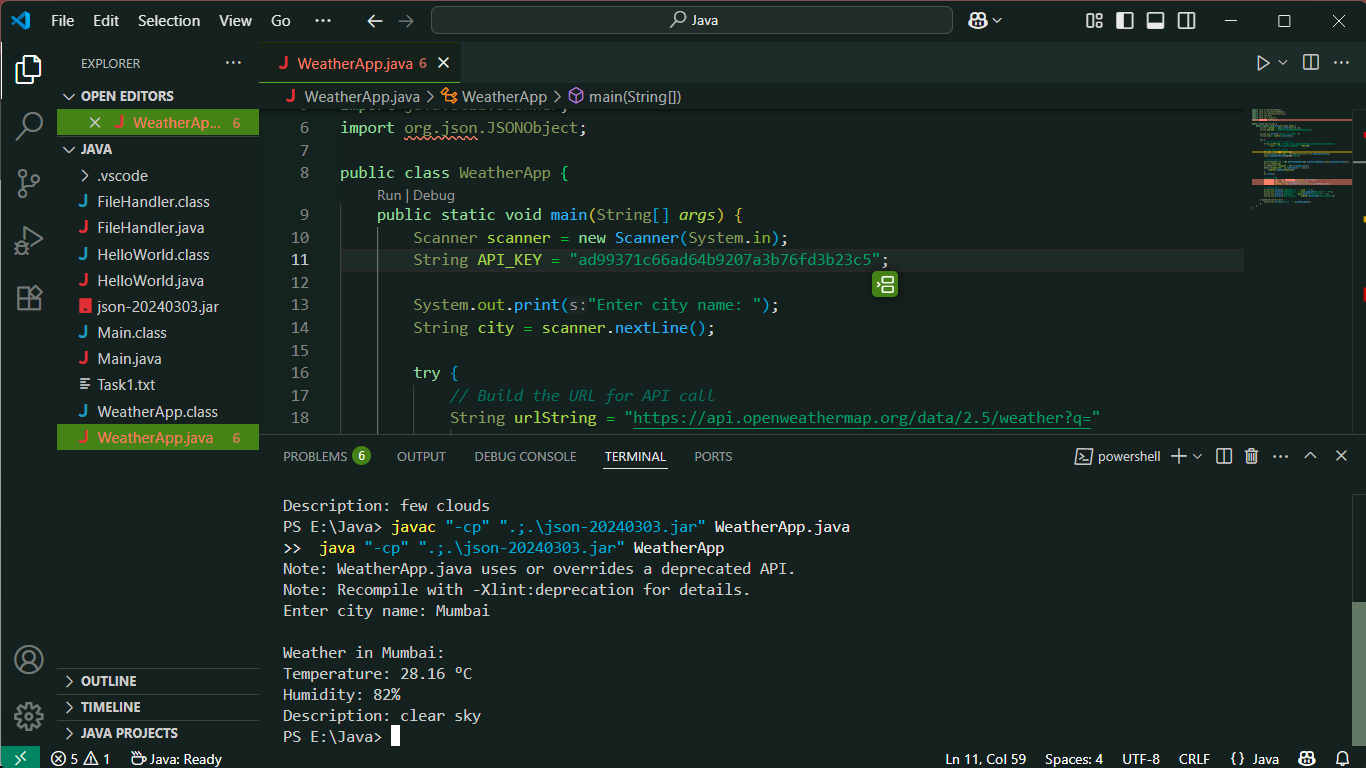 File Edit Selection View Go ··· Java
EXPLORER ···
OPEN EDITORS
WeatherAp... 6
JAVA
.vscode
FileHandler.class
FileHandler.java
HelloWorld.class
HelloWorld.java
json-20240303.jar
Main.class
Main.java
Task1.txt
WeatherApp.class
WeatherApp.java 6
OUTLINE
TIMELINE
JAVA PROJECTS
WeatherApp.java 6
WeatherApp.java > WeatherApp > main(String[])
6 import org.json.JSONObject;
7
8 public class WeatherApp {
Run | Debug
9 public static void main(String[] args) {
10 Scanner scanner = new Scanner(System.in);
11 String API_KEY = "ad99371c66ad64b9207a3b76fd3b23c5";
12
13 System.out.print(s:"Enter city name: ");
14 String city = scanner.nextLine();
15
16 try {
17 // Build the URL for API call
18 String urlString = "https://api.openweathermap.org/data/2.5/weather?q="
PROBLEMS 6 OUTPUT DEBUG CONSOLE TERMINAL PORTS powershell
Description: few clouds
PS E:\Java> javac "-cp" ".;.\json-20240303.jar" WeatherApp.java
>> java "-cp" ".;.\json-20240303.jar" WeatherApp
Note: WeatherApp.java uses or overrides a deprecated API.
Note: Recompile with -Xlint:deprecation for details.
Enter city name: Mumbai
Weather in Mumbai:
Temperature: 28.16 ºC
Humidity: 82%
Description: clear sky
PS E:\Java>
5 1 Java: Ready Ln 11, Col 59 Spaces: 4 UTF-8 CRLF {} Java